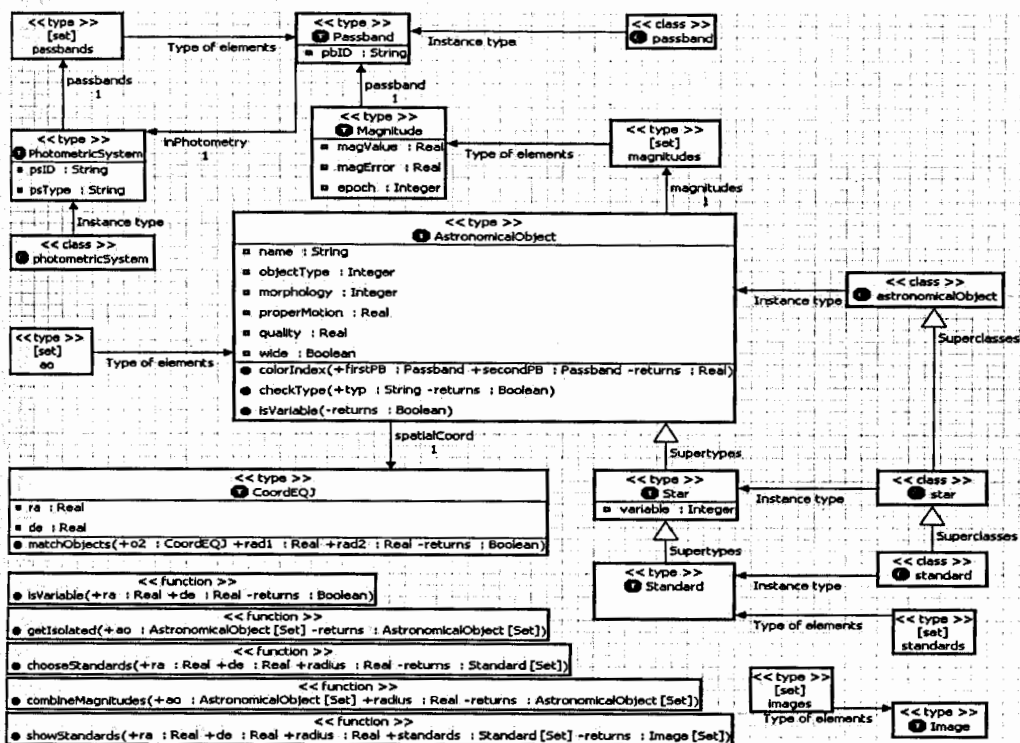 << type >>
[set]
passbands
Type of elements
<< type >>
T Passband
pbID : String
Instance type
<< class >>
C passband
passbands
1
passband
1
inPhotometry
1
<< type >>
T PhotometricSystem
psID : String
psType : String
<< type >>
T Magnitude
magValue : Real
magError : Real
epoch : Integer
Type of elements
<< type >>
[set]
magnitudes
magnitudes
1
Instance type
<< class >>
C photometricSystem
<< type >>
T AstronomicalObject
name : String
objectType : Integer
morphology : Integer
properMotion : Real
quality : Real
wide : Boolean
colorIndex(+firstPB : Passband +secondPB : Passband -returns : Real)
checkType(+typ : String -returns : Boolean)
isVariable(-returns : Boolean)
Instance type
<< class >>
C astronomicalObject
Superclasses
<< type >>
[set]
ao
Type of elements
spatialCoord
1
Supertypes
<< type >>
T CoordEQJ
ra : Real
de : Real
matchObjects(+o2 : CoordEQJ +rad1 : Real +rad2 : Real -returns : Boolean)
<< type >>
T Star
variable : Integer
Instance type
<< class >>
C star
Supertypes
Superclasses
<< type >>
T Standard
Instance type
<< class >>
C standard
Type of elements
<< type >>
[set]
standards
<< function >>
isVariable(+ra : Real +de : Real -returns : Boolean)
<< function >>
getIsolated(+ao : AstronomicalObject [Set] -returns : AstronomicalObject [Set])
<< function >>
chooseStandards(+ra : Real +de : Real +radius : Real -returns : Standard [Set])
<< function >>
combineMagnitudes(+ao : AstronomicalObject [Set] +radius : Real -returns : AstronomicalObject [Set])
<< function >>
showStandards(+ra : Real +de : Real +radius : Real +standards : Standard [Set] -returns : Image [Set])
<< type >>
[set]
images
Type of elements
<< type >>
T Image